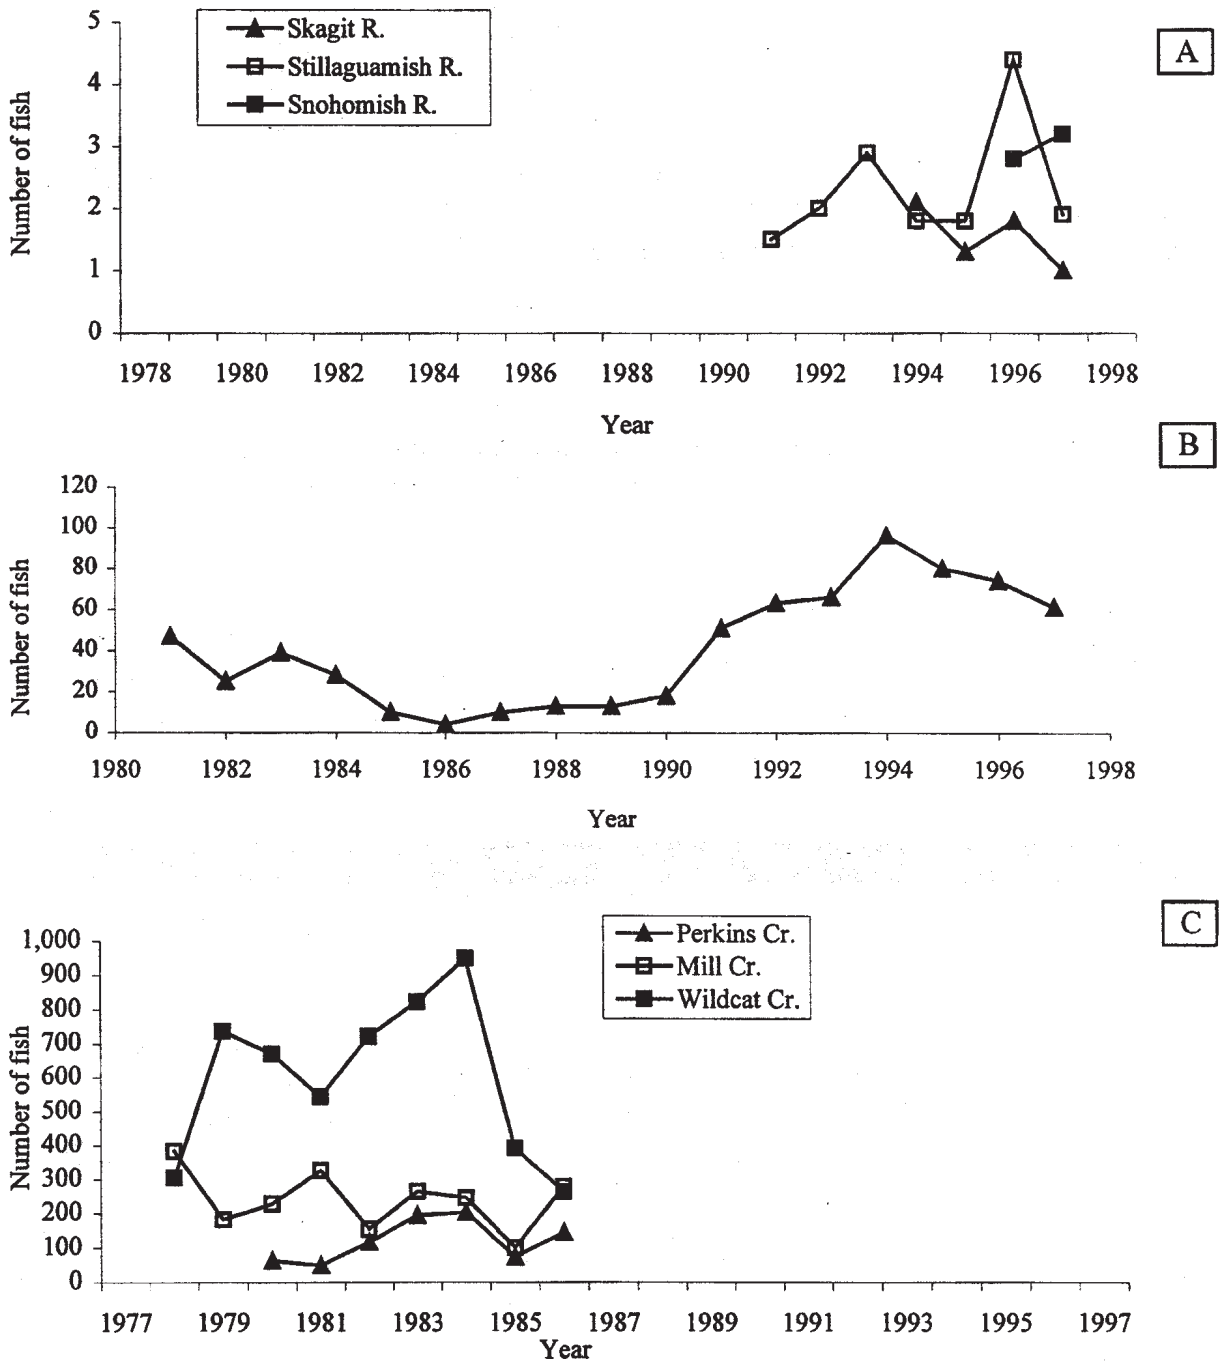 A
Skagit R.
Stillaguamish R.
Snohomish R.
Number of fish
5
4
3
2
1
0
1978 1980 1982 1984 1986 1988 1990 1992 1994 1996 1998
Year
B
Number of fish
120
100
80
60
40
20
0
1980 1982 1984 1986 1988 1990 1992 1994 1996 1998
Year
C
Perkins Cr.
Mill Cr.
Wildcat Cr.
Number of fish
1,000
900
800
700
600
500
400
300
200
100
0
1977 1979 1981 1983 1985 1987 1989 1991 1993 1995 1997
Year